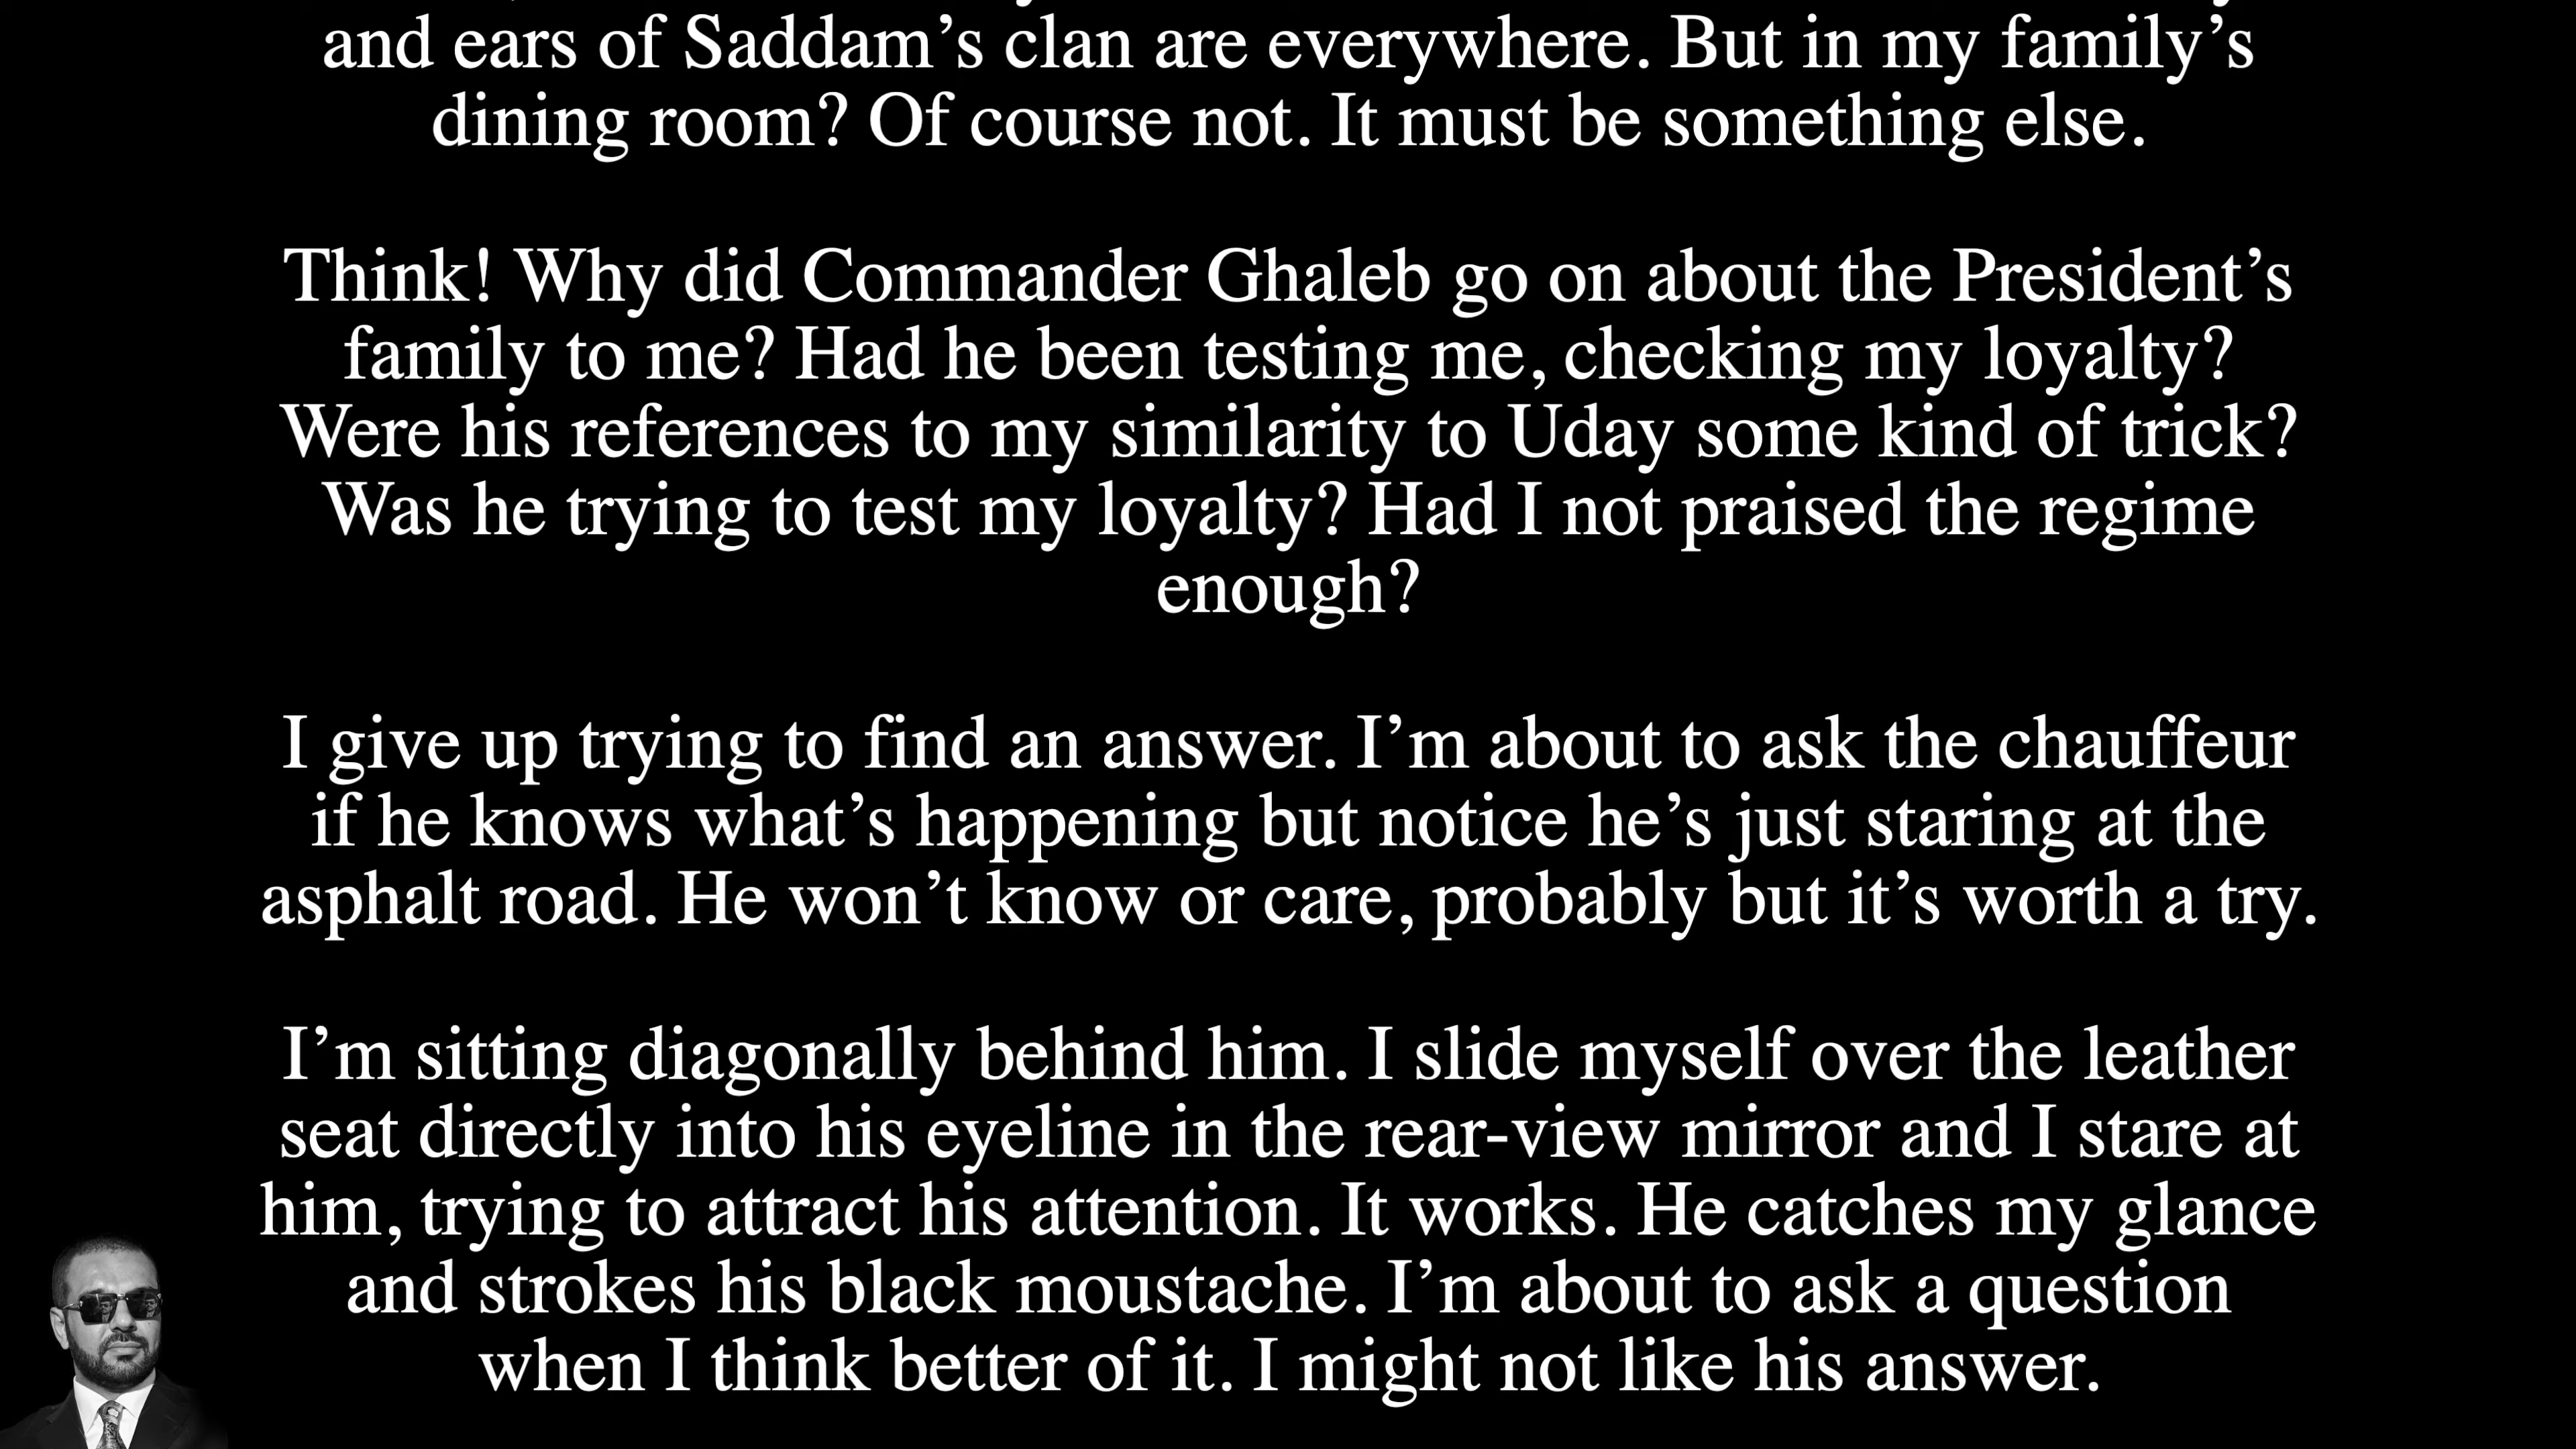 and ears of Saddam’s clan are everywhere. But in my family’s
dining room? Of course not. It must be something else.
Think! Why did Commander Ghaleb go on about the President’s
family to me? Had he been testing me, checking my loyalty?
Were his references to my similarity to Uday some kind of trick?
Was he trying to test my loyalty? Had I not praised the regime
enough?
I give up trying to find an answer. I’m about to ask the chauffeur
if he knows what’s happening but notice he’s just staring at the
asphalt road. He won’t know or care, probably but it’s worth a try.
I’m sitting diagonally behind him. I slide myself over the leather
seat directly into his eyeline in the rear-view mirror and I stare at
him, trying to attract his attention. It works. He catches my glance
and strokes his black moustache. I’m about to ask a question
when I think better of it. I might not like his answer.